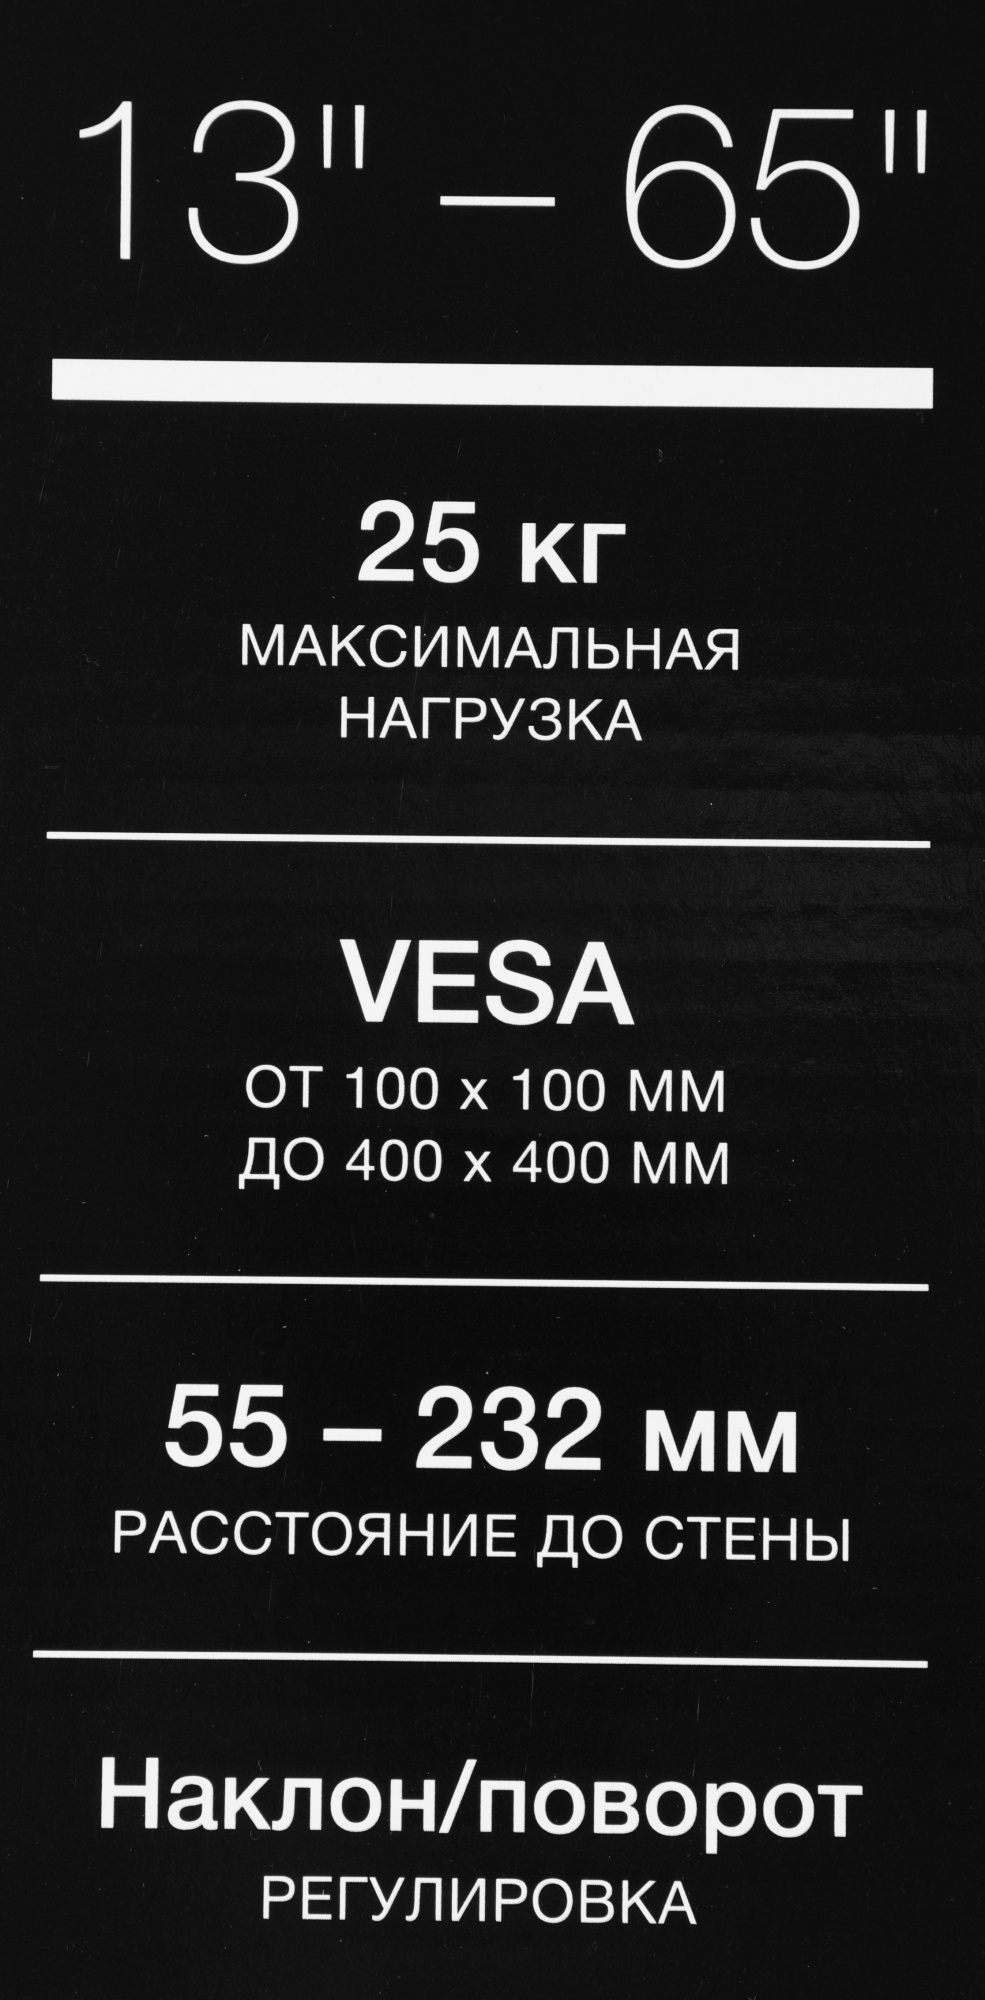 13" – 65"
25 кг
МАКСИМАЛЬНАЯ
НАГРУЗКА
VESA
ОТ 100 x 100 ММ
ДО 400 x 400 ММ
55 – 232 мм
РАССТОЯНИЕ ДО СТЕНЫ
Наклон/поворот
РЕГУЛИРОВКА